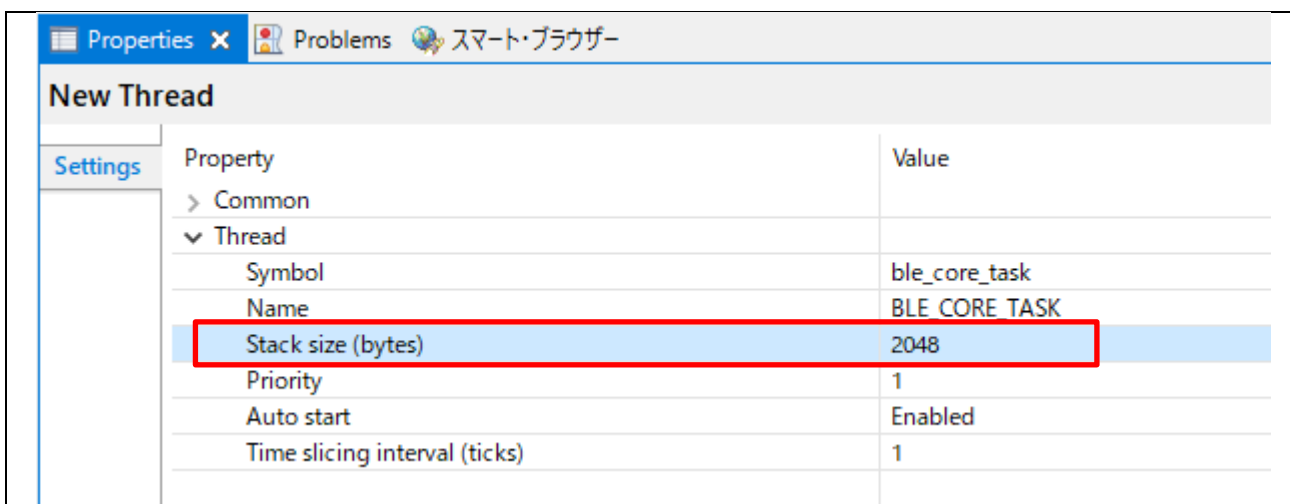 Properties Problems スマート・ブラウザー
New Thread
Settings Property Value
Common
Thread
Symbol ble_core_task
Name BLE_CORE_TASK
Stack size (bytes) 2048
Priority 1
Auto start Enabled
Time slicing interval (ticks) 1